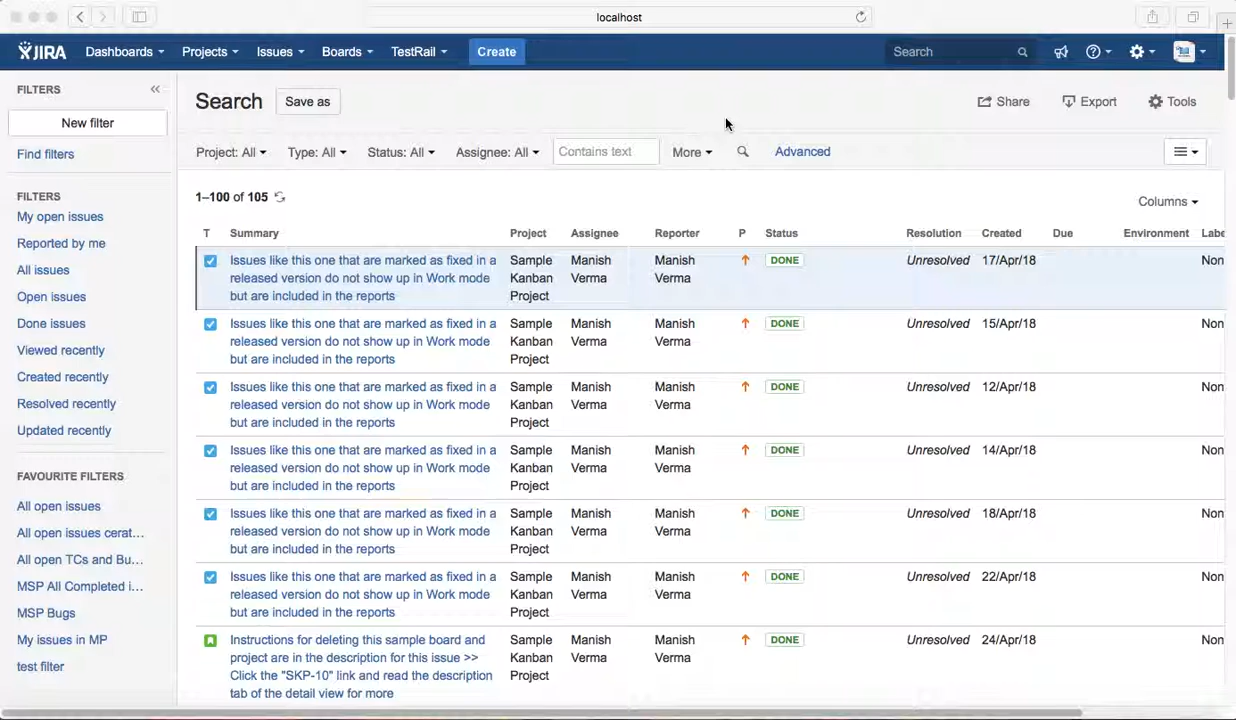 localhost
JIRA Dashboards Projects Issues Boards TestRail Create Search
FILTERS
New filter
Find filters
FILTERS
My open issues
Reported by me
All issues
Open issues
Done issues
Viewed recently
Created recently
Resolved recently
Updated recently
FAVOURITE FILTERS
All open issues
All open issues cerat...
All open TCs and Bu...
MSP All Completed i...
MSP Bugs
My issues in MP
test filter
Search Save as Share Export Tools
Project: All Type: All Status: All Assignee: All Contains text More Advanced
1–100 of 105
Columns
T Summary Project Assignee Reporter P Status Resolution Created Due Environment Labe
Issues like this one that are marked as fixed in a Sample Manish Manish DONE Unresolved 17/Apr/18 Non
released version do not show up in Work mode Kanban Verma Verma
but are included in the reports Project
Issues like this one that are marked as fixed in a Sample Manish Manish DONE Unresolved 15/Apr/18 Non
released version do not show up in Work mode Kanban Verma Verma
but are included in the reports Project
Issues like this one that are marked as fixed in a Sample Manish Manish DONE Unresolved 12/Apr/18 Non
released version do not show up in Work mode Kanban Verma Verma
but are included in the reports Project
Issues like this one that are marked as fixed in a Sample Manish Manish DONE Unresolved 14/Apr/18 Non
released version do not show up in Work mode Kanban Verma Verma
but are included in the reports Project
Issues like this one that are marked as fixed in a Sample Manish Manish DONE Unresolved 18/Apr/18 Non
released version do not show up in Work mode Kanban Verma Verma
but are included in the reports Project
Issues like this one that are marked as fixed in a Sample Manish Manish DONE Unresolved 22/Apr/18 Non
released version do not show up in Work mode Kanban Verma Verma
but are included in the reports Project
Instructions for deleting this sample board and Sample Manish Manish DONE Unresolved 24/Apr/18 Non
project are in the description for this issue >> Kanban Verma Verma
Click the "SKP-10" link and read the description Project
tab of the detail view for more